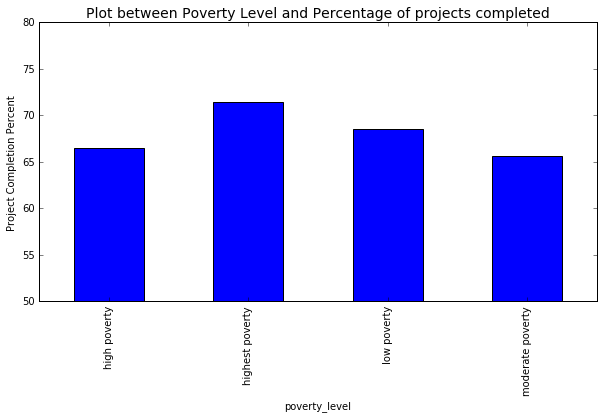 Plot between Poverty Level and Percentage of projects completed
80
75
70
65
60
55
50
Project Completion Percent
high poverty
highest poverty
low poverty
moderate poverty
poverty_level